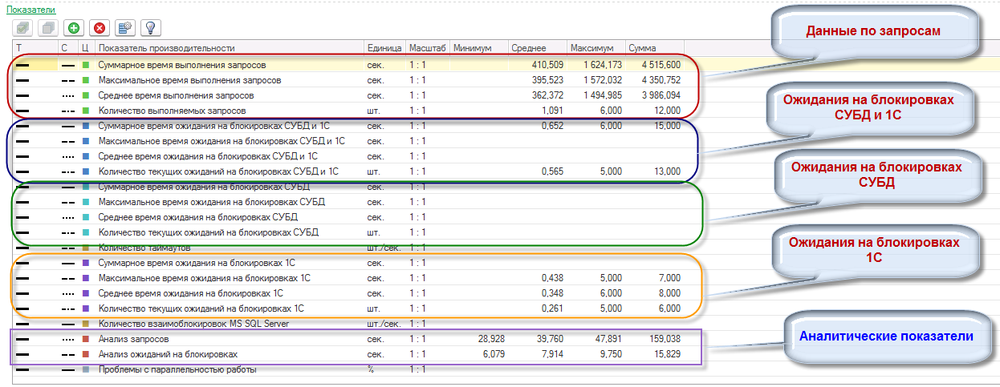 Показатели
Т С Ц Показатель производительности Единица Масштаб Минимум Среднее Максимум Сумма
Суммарное время выполнения запросов сек. 1 : 1 410,509 1 624,173 4 515,600
Максимальное время выполнения запросов сек. 1 : 1 395,523 1 572,032 4 350,752
Среднее время выполнения запросов сек. 1 : 1 362,372 1 494,985 3 986,094
Количество выполняемых запросов шт. 1 : 1 1,091 6,000 12,000
Суммарное время ожидания на блокировках СУБД и 1С сек. 1 : 1 0,652 6,000 15,000
Максимальное время ожидания на блокировках СУБД и 1С сек. 1 : 1
Среднее время ожидания на блокировках СУБД и 1С сек. 1 : 1
Количество текущих ожиданий на блокировках СУБД и 1С шт. 1 : 1 0,565 5,000 13,000
Суммарное время ожидания на блокировках СУБД сек. 1 : 1
Максимальное время ожидания на блокировках СУБД сек. 1 : 1
Среднее время ожидания на блокировках СУБД сек. 1 : 1
Количество текущих ожиданий на блокировках СУБД шт. 1 : 1
Количество таймаутов шт./сек. 1 : 1
Суммарное время ожидания на блокировках 1С сек. 1 : 1
Максимальное время ожидания на блокировках 1С сек. 1 : 1 0,438 5,000 7,000
Среднее время ожидания на блокировках 1С сек. 1 : 1 0,348 6,000 8,000
Количество текущих ожиданий на блокировках 1С шт. 1 : 1 0,261 5,000 6,000
Количество взаимоблокировок MS SQL Server шт./сек. 1 : 1
Анализ запросов сек. 1 : 1 28,928 39,760 47,891 159,038
Анализ ожиданий на блокировках сек. 1 : 1 6,079 7,914 9,750 15,829
Проблемы с параллельностью работы % 1 : 1
Данные по запросам
Ожидания на блокировках
СУБД и 1С
Ожидания на блокировках
СУБД
Ожидания на блокировках
1С
Аналитические показатели